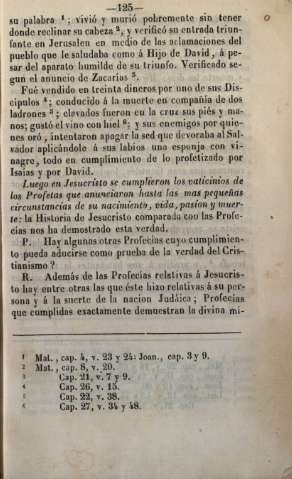 —125—
su palabra ¹; vivió y murió pobremente sin tener
donde reclinar su cabeza ², y verificó su entrada triun-
fante en Jerusalen en medio de las aclamaciones del
pueblo que le saludaba como á Hijo de David, á pe-
sar del aparato humilde de su triunfo. Verificado se-
gun el anuncio de Zacarias ³.
Fué vendido en treinta dineros por uno de sus Dis-
cipulos ⁴; conducido á la muerte en compañia de dos
ladrones ⁵; clavados fueron en la cruz sus piés y ma-
nos; gustó el vino con hiel ⁶; y sus enemigos por quie-
nes oró, intentaron apagar la sed que devoraba al Sal-
vador aplicándole á sus labios una esponja con vi-
nagre, todo en cumplimiento de lo profetizado por
Isaías y por David.
Luego en Jesucristo se cumplieron los vaticinios de
los Profetas que anunciaron hasta las mas pequeñas
circunstancias de su nacimiento, vida, pasion y muer-
te: la Historia de Jesucristo comparada con las Profe-
cias nos ha demostrado esta verdad.
P. Hay algunas otras Profecias cuyo cumplimien-
to pueda aducirse como prueba de la verdad del Cris-
tianismo?
R. Además de las Profecias relativas á Jesucris-
to hay entre otras las que éste hizo relativas á su per-
sona y á la suerte de la nacion Judáica; Profecias
que cumplidas exactamente demuestran la divina mi-
¹ Mat., cap. 4, v. 23 y 24: Joan., cap. 3 y 9.
² Mat., cap. 8, v. 20.
³ Cap. 21, v. 7 y 9.
⁴ Cap. 26, v. 15.
⁵ Cap. 22, v. 38.
⁶ Cap. 27, v. 34 y 48.